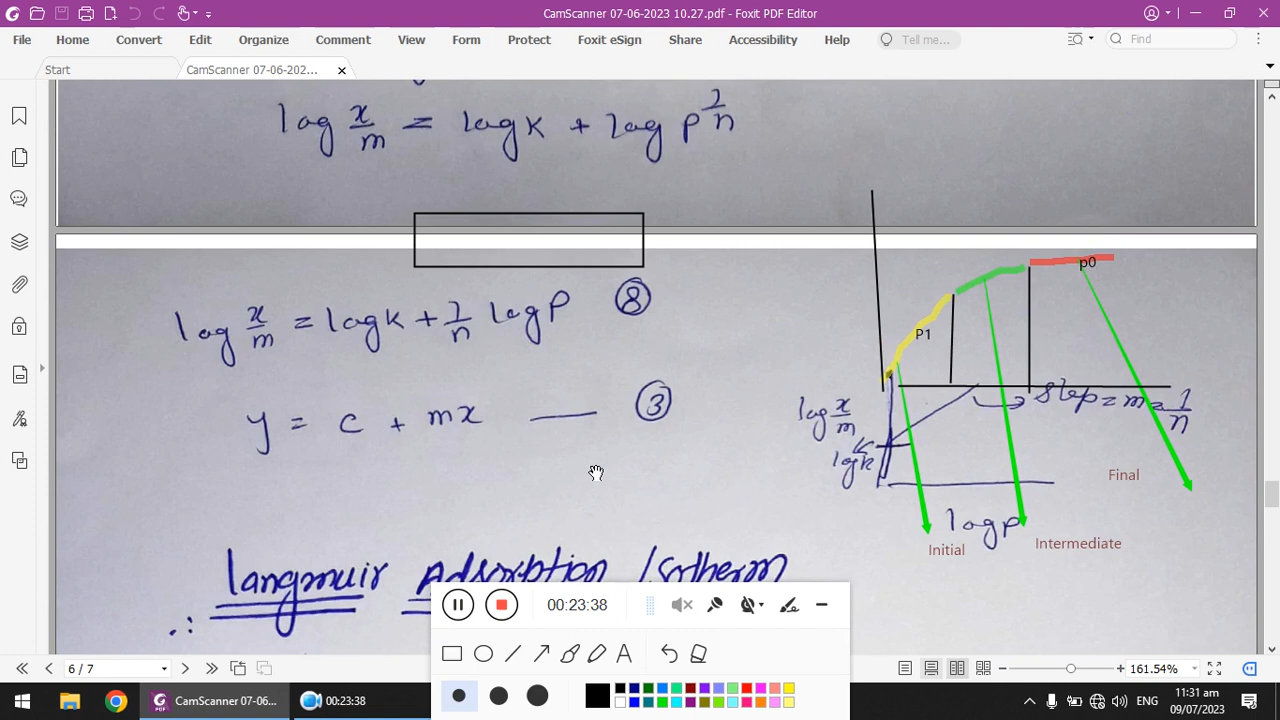 CamScanner 07-06-2023 10.27.pdf - Foxit PDF Editor
File Home Convert Edit Organize Comment View Form Protect Foxit eSign Share Accessibility Help Tell me... Find
Start CamScanner 07-06-202...
log x/m = log k + log p^1/n
log x/m = log k + 1/n log p ⑧
y = c + mx —— ③
P1
p0
log x/m
log k
Slop = m = 1/n
log p
Initial
Intermediate
Final
∴ Langmuir Adsorption Isotherm
00:23:38
6 / 7
161.54%
CamScanner 07-06-...
00:23:38
ENG
11:31 am
09/07/2023